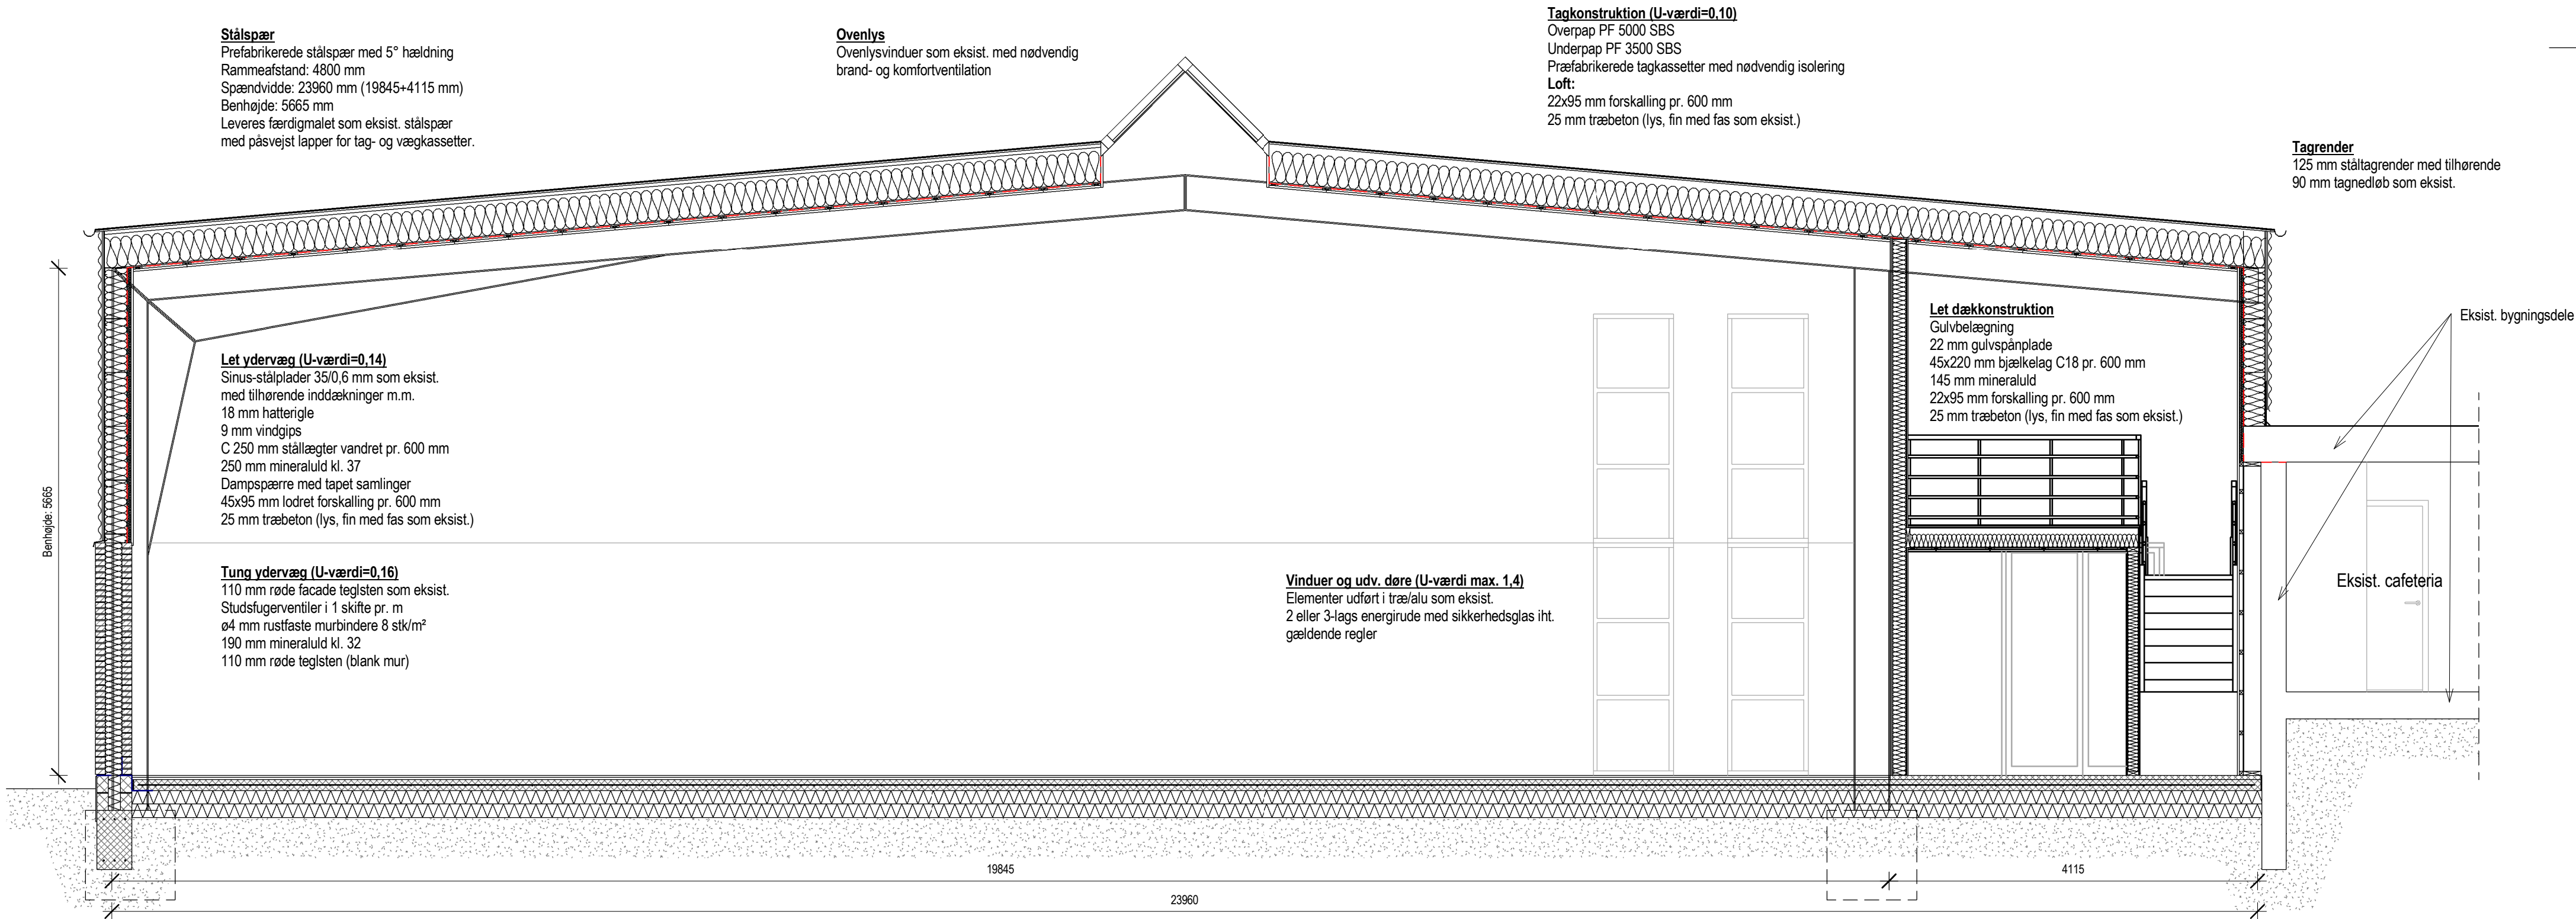 Stålspær
Prefabrikerede stålspær med 5° hældning
Rammeafstand: 4800 mm
Spændvidde: 23960 mm (19845+4115 mm)
Benhøjde: 5665 mm
Leveres færdigmalet som eksist. stålspær
med påsvejst lapper for tag- og vægkassetter.
Ovenlys
Ovenlysvinduer som eksist. med nødvendig
brand- og komfortventilation
Tagkonstruktion (U-værdi=0,10)
Overpap PF 5000 SBS
Underpap PF 3500 SBS
Præfabrikerede tagkassetter med nødvendig isolering
Loft:
22x95 mm forskalling pr. 600 mm
25 mm træbeton (lys, fin med fas som eksist.)
Tagrender
125 mm ståltagrender med tilhørende
90 mm tagnedløb som eksist.
Let ydervæg (U-værdi=0,14)
Sinus-stålplader 35/0,6 mm som eksist.
med tilhørende inddækninger m.m.
18 mm hatterigle
9 mm vindgips
C 250 mm stållægter vandret pr. 600 mm
250 mm mineraluld kl. 37
Dampspærre med tapet samlinger
45x95 mm lodret forskalling pr. 600 mm
25 mm træbeton (lys, fin med fas som eksist.)
Let dækkonstruktion
Gulvbelægning
22 mm gulvspånplade
45x220 mm bjælkelag C18 pr. 600 mm
145 mm mineraluld
22x95 mm forskalling pr. 600 mm
25 mm træbeton (lys, fin med fas som eksist.)
Eksist. bygningsdele
Benhøjde: 5665
Tung ydervæg (U-værdi=0,16)
110 mm røde facade teglsten som eksist.
Studsfugerventiler i 1 skifte pr. m
ø4 mm rustfaste murbindere 8 stk/m²
190 mm mineraluld kl. 32
110 mm røde teglsten (blank mur)
Vinduer og udv. døre (U-værdi max. 1,4)
Elementer udført i træ/alu som eksist.
2 eller 3-lags energirude med sikkerhedsglas iht.
gældende regler
Eksist. cafeteria
19845
4115
23960